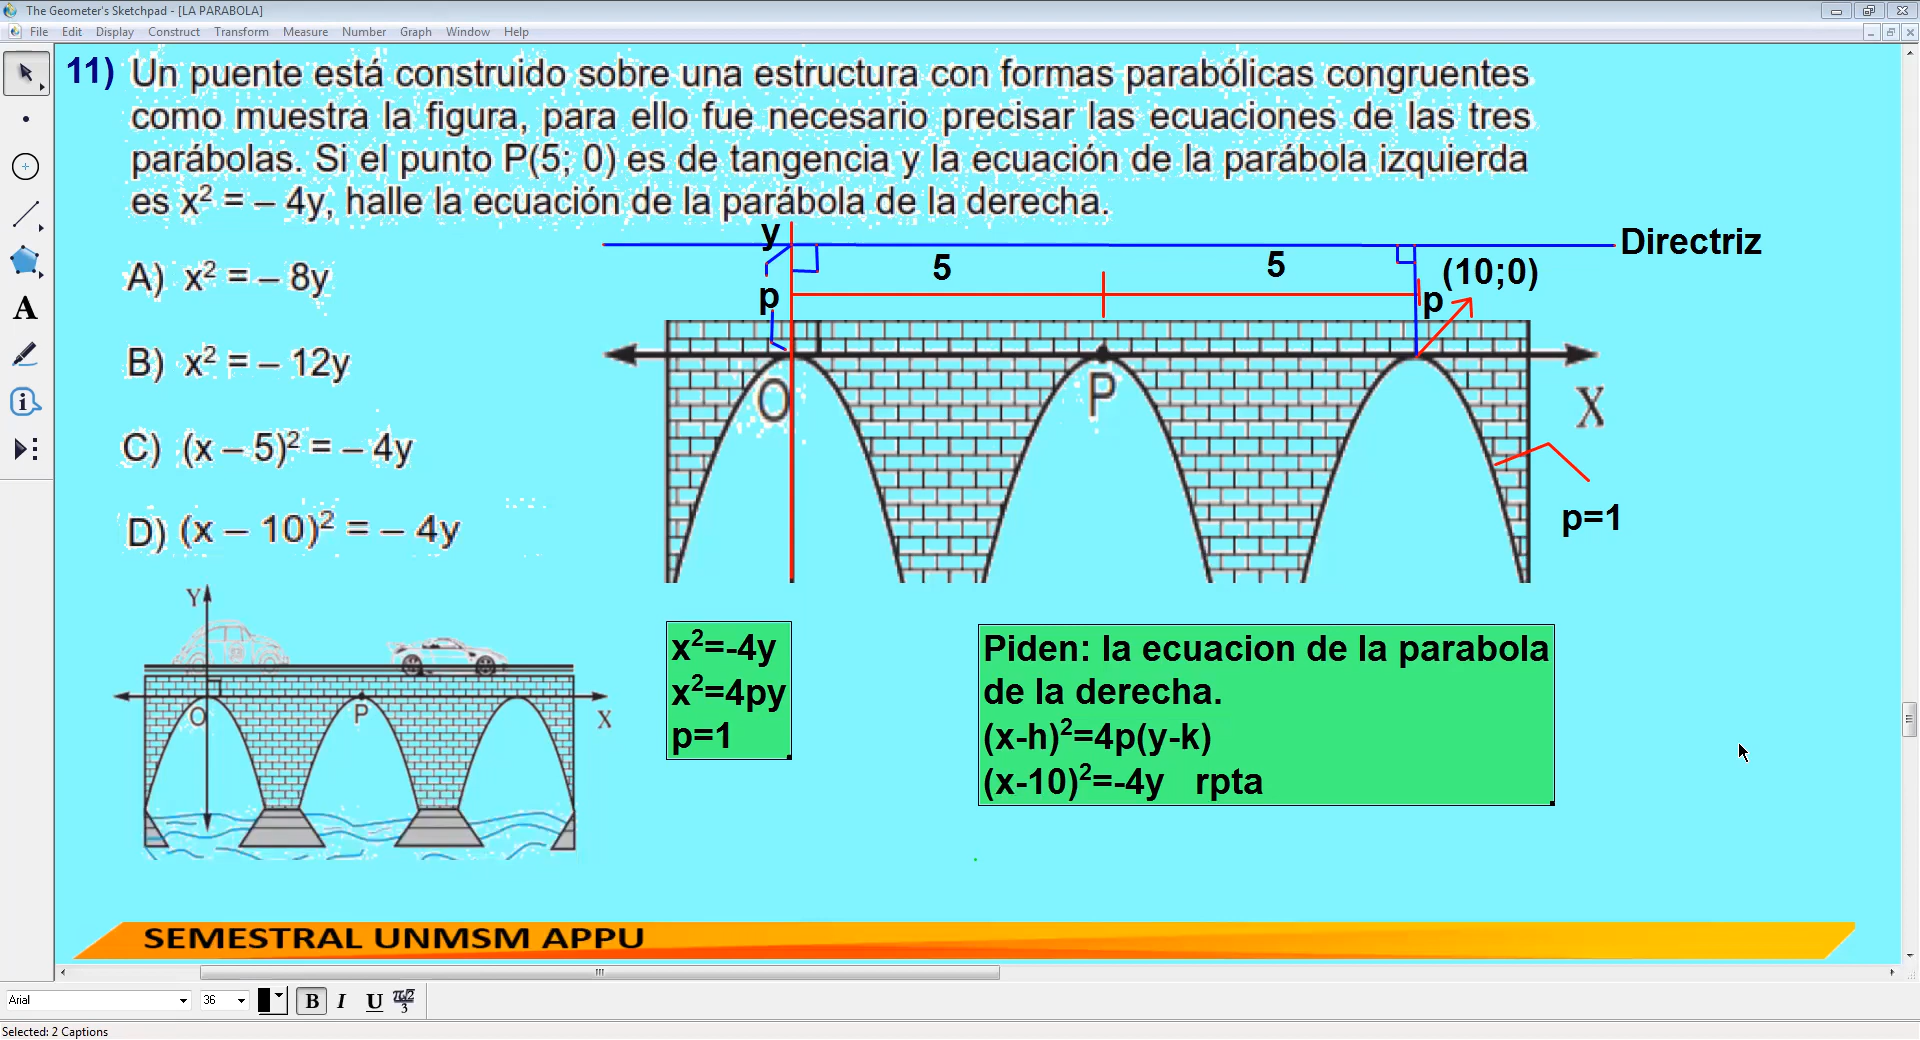 The Geometer's Sketchpad - [LA PARABOLA]
File Edit Display Construct Transform Measure Number Graph Window Help
11) Un puente está construido sobre una estructura con formas parabólicas congruentes
como muestra la figura, para ello fue necesario precisar las ecuaciones de las tres
parábolas. Si el punto P(5; 0) es de tangencia y la ecuación de la parábola izquierda
es x² = – 4y, halle la ecuación de la parábola de la derecha.
A) x² = – 8y
B) x² = – 12y
C) (x – 5)² = – 4y
D) (x – 10)² = – 4y
y
Directriz
5
5
(10;0)
p
p
O
P
X
p=1
Y
O
P
X
x²=-4y
x²=4py
p=1
Piden: la ecuacion de la parabola
de la derecha.
(x-h)²=4p(y-k)
(x-10)²=-4y rpta
SEMESTRAL UNMSM APPU
Arial 36 B I U
Selected: 2 Captions